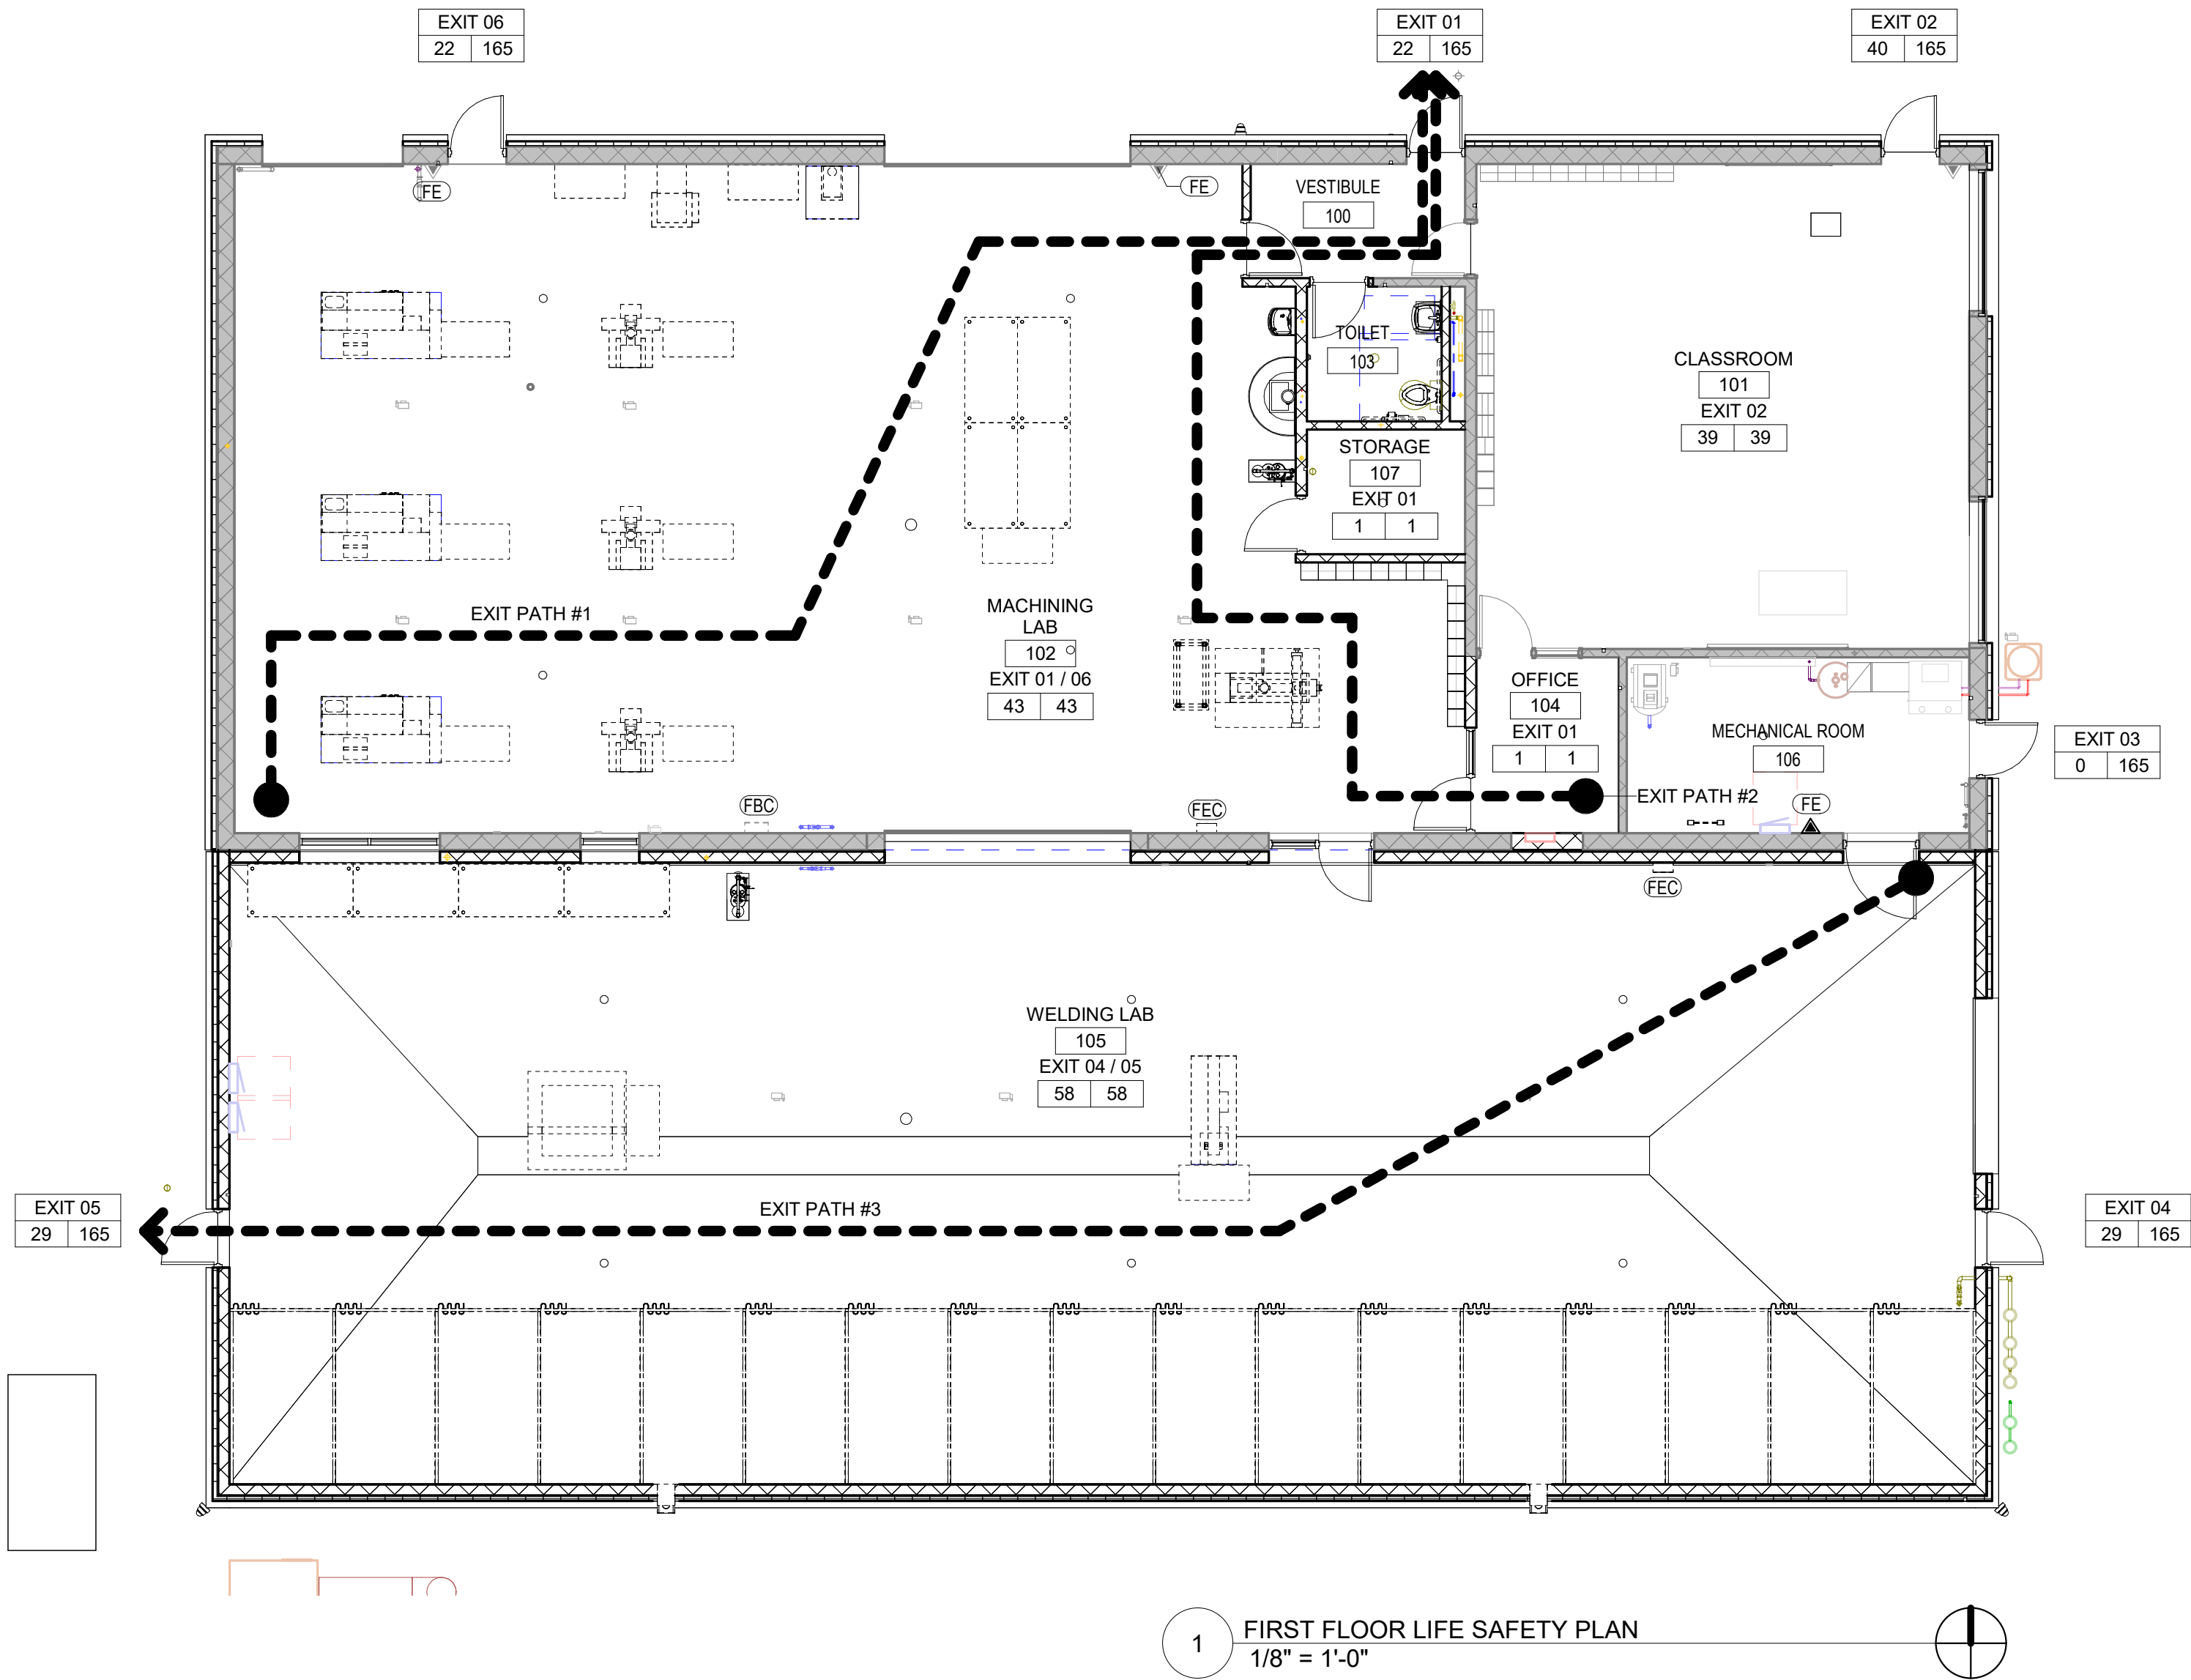 EXIT 06
22 165
EXIT 01
22 165
EXIT 02
40 165
FE
FE
VESTIBULE
100
TOILET
103
CLASSROOM
101
EXIT 02
39 39
STORAGE
107
EXIT 01
1 1
EXIT PATH #1
MACHINING
LAB
102
EXIT 01 / 06
43 43
OFFICE
104
EXIT 01
1 1
MECHANICAL ROOM
106
EXIT 03
0 165
EXIT PATH #2
FE
FBC
FEC
FEC
WELDING LAB
105
EXIT 04 / 05
58 58
EXIT PATH #3
EXIT 05
29 165
EXIT 04
29 165
1
FIRST FLOOR LIFE SAFETY PLAN
1/8" = 1'-0"